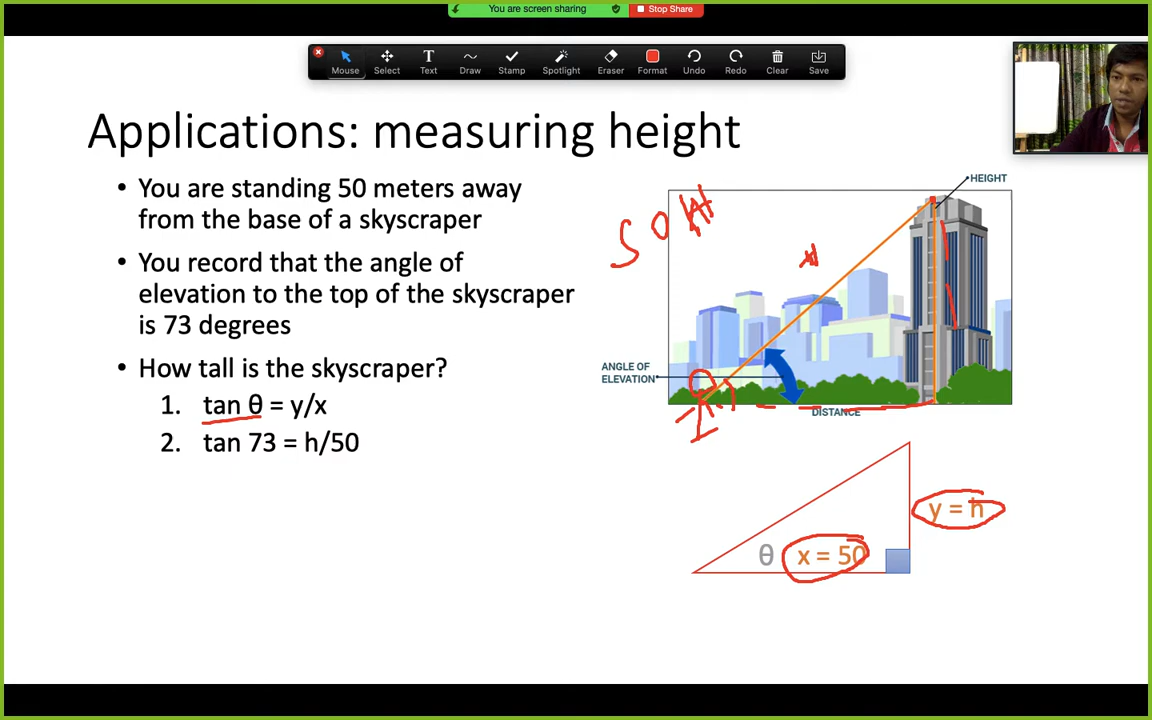 You are screen sharing
Stop Share
Mouse
Select
Text
Draw
Stamp
Spotlight
Eraser
Format
Undo
Redo
Clear
Save
Applications: measuring height
• You are standing 50 meters away
from the base of a skyscraper
• You record that the angle of
elevation to the top of the skyscraper
is 73 degrees
• How tall is the skyscraper?
1. tan θ = y/x
2. tan 73 = h/50
HEIGHT
50
ANGLE OF
ELEVATION
DISTANCE
y = h
θ
x = 50